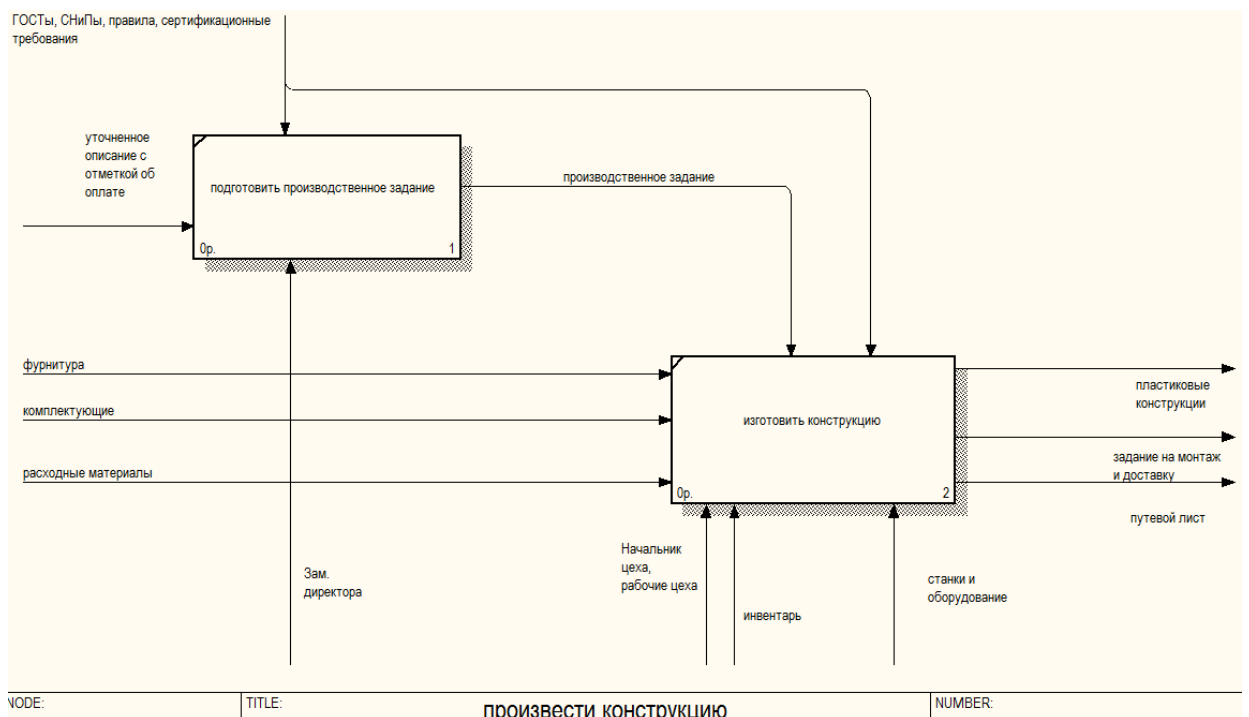 ГОСТы, СНиПы, правила, сертификационные
требования
уточненное
описание с
отметкой об
оплате
подготовить производственное задание
0р.
1
производственное задание
фурнитура
комплектующие
расходные материалы
изготовить конструкцию
0р.
2
пластиковые
конструкции
задание на монтаж
и доставку
путевой лист
Зам.
директора
Начальник
цеха,
рабочие цеха
инвентарь
станки и
оборудование
NODE:
TITLE:
произвести конструкцию
NUMBER: